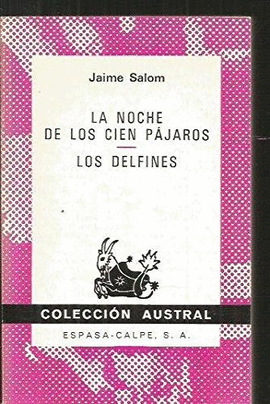 Jaime Salom
LA NOCHE
DE LOS CIEN PÁJAROS
LOS DELFINES
COLECCIÓN AUSTRAL
ESPASA-CALPE, S. A.